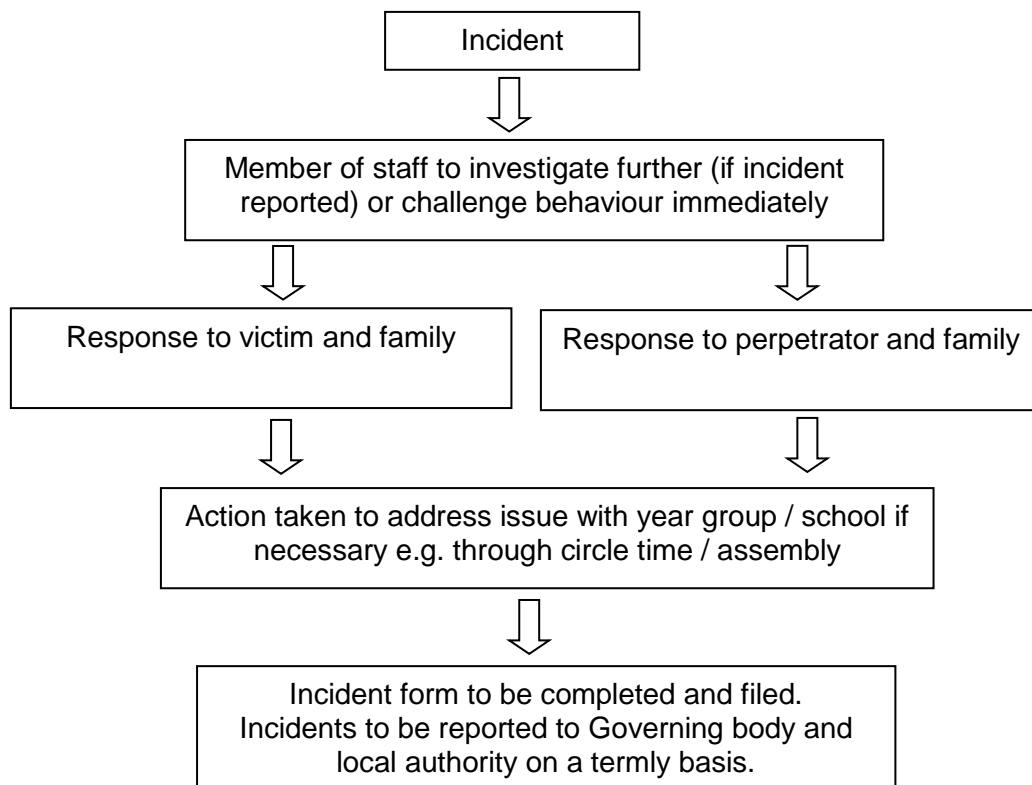 Incident
Member of staff to investigate further (if incident
reported) or challenge behaviour immediately
Response to victim and family
Response to perpetrator and family
Action taken to address issue with year group / school if
necessary e.g. through circle time / assembly
Incident form to be completed and filed.
Incidents to be reported to Governing body and
local authority on a termly basis.